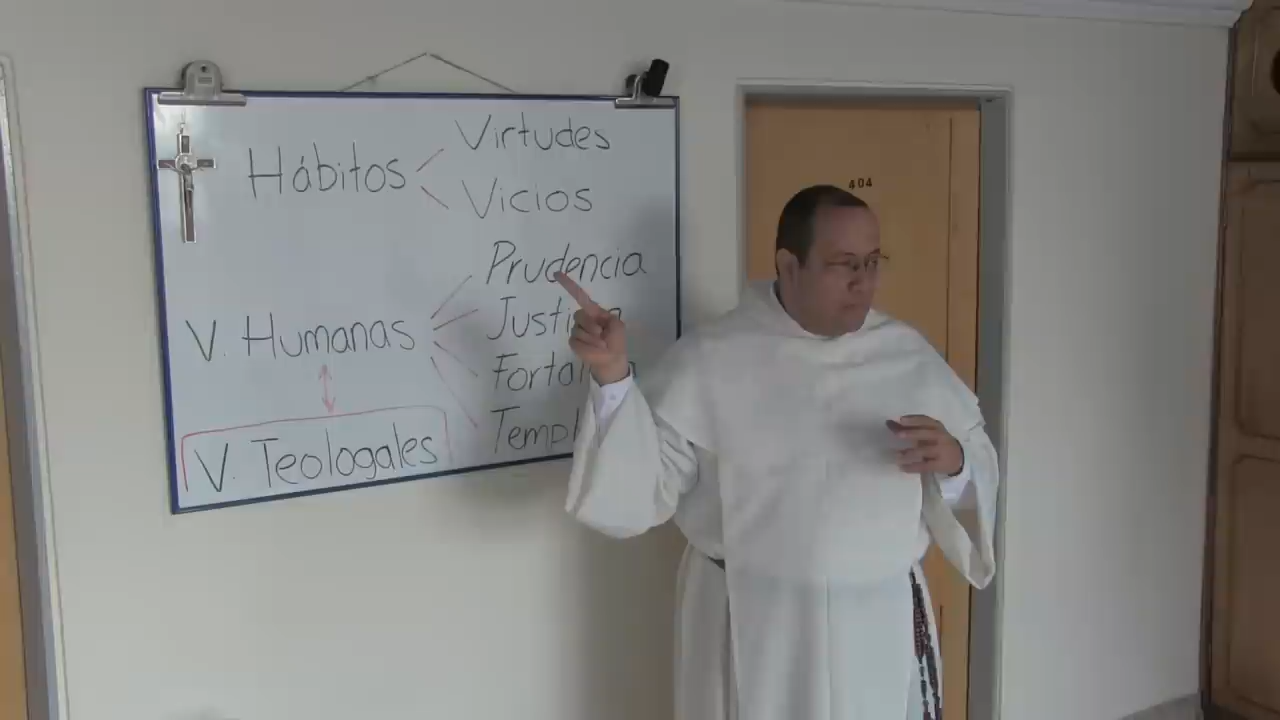 Hábitos
Virtudes
Vicios
V. Humanas
Prudencia
V. Teologales
404